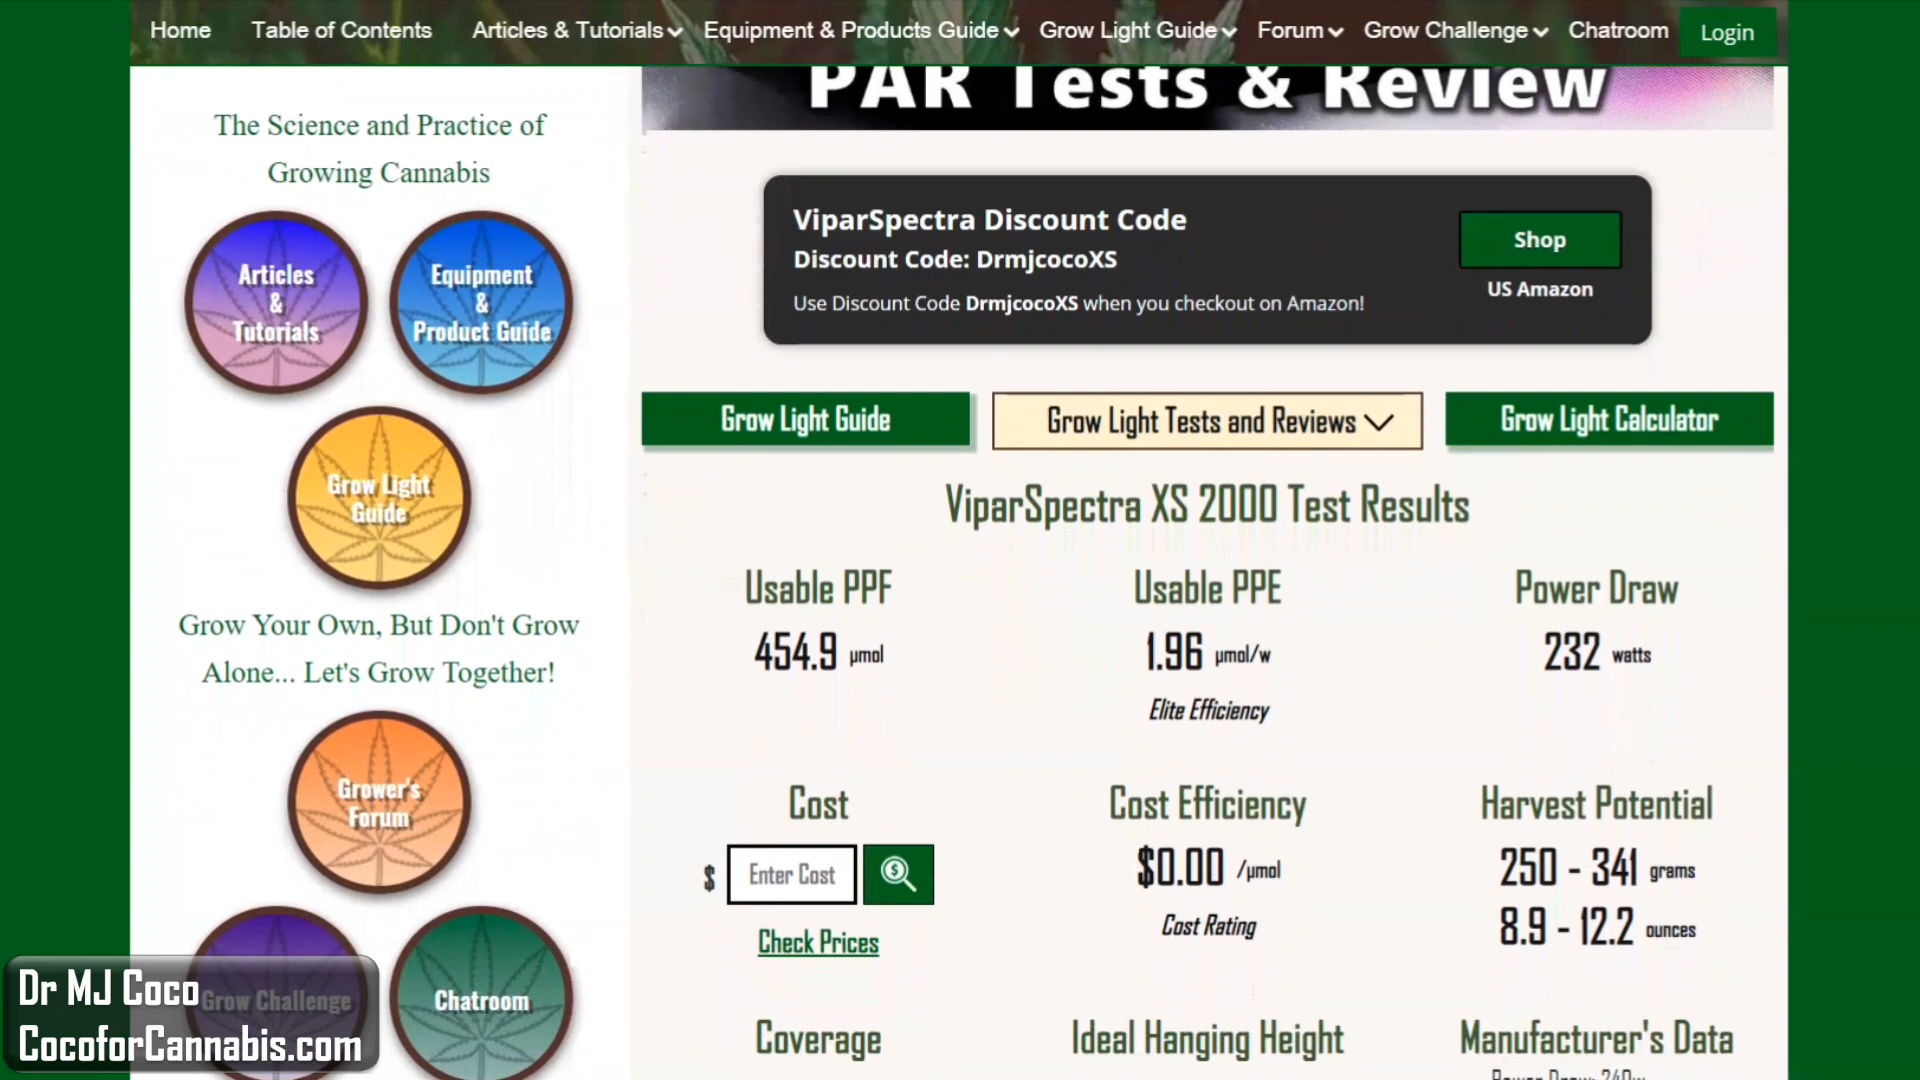 Home
Table of Contents
Articles & Tutorials
Equipment & Products Guide
Grow Light Guide
Forum
Grow Challenge
Chatroom
Login
The Science and Practice of
Growing Cannabis
Articles
&
Tutorials
Equipment
&
Product Guide
Grow Light
Guide
Grow Your Own, But Don't Grow
Alone... Let's Grow Together!
Grower's
Forum
Grow Challenge
Chatroom
PAR Tests & Review
ViparSpectra Discount Code
Discount Code: DrmjcocoXS
Use Discount Code DrmjcocoXS when you checkout on Amazon!
Shop
US Amazon
Grow Light Guide
Grow Light Tests and Reviews
Grow Light Calculator
ViparSpectra XS 2000 Test Results
Usable PPF
454.9 µmol
Usable PPE
1.96 µmol/w
Elite Efficiency
Power Draw
232 watts
Cost
$ Enter Cost
Check Prices
Cost Efficiency
$0.00 /µmol
Cost Rating
Harvest Potential
250 - 341 grams
8.9 - 12.2 ounces
Coverage
Ideal Hanging Height
Manufacturer's Data
Power Draw: 240w
Dr MJ Coco
CocoforCannabis.com